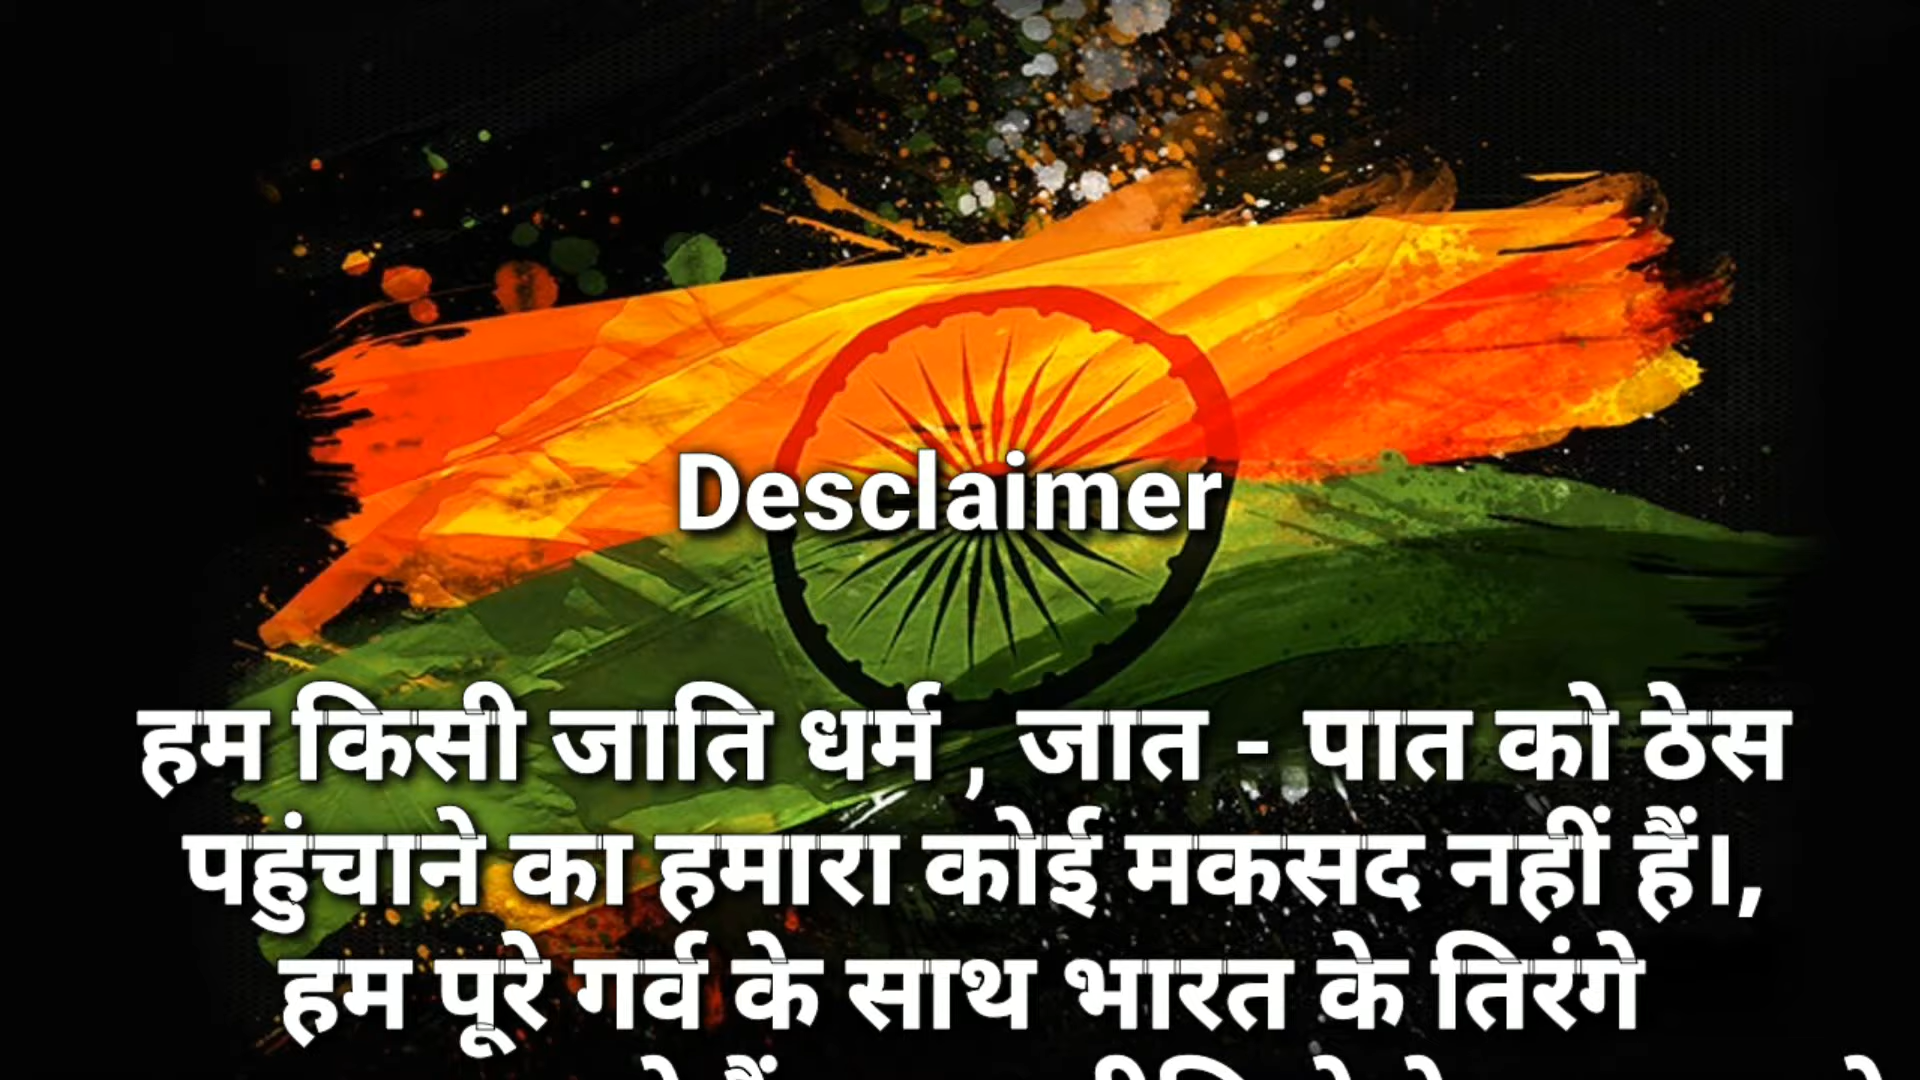 Desclaimer
हम किसी जाति धर्म , जात - पात को ठेस
पहुंचाने का हमारा कोई मकसद नहीं हैं।,
हम पूरे गर्व के साथ भारत के तिरंगे